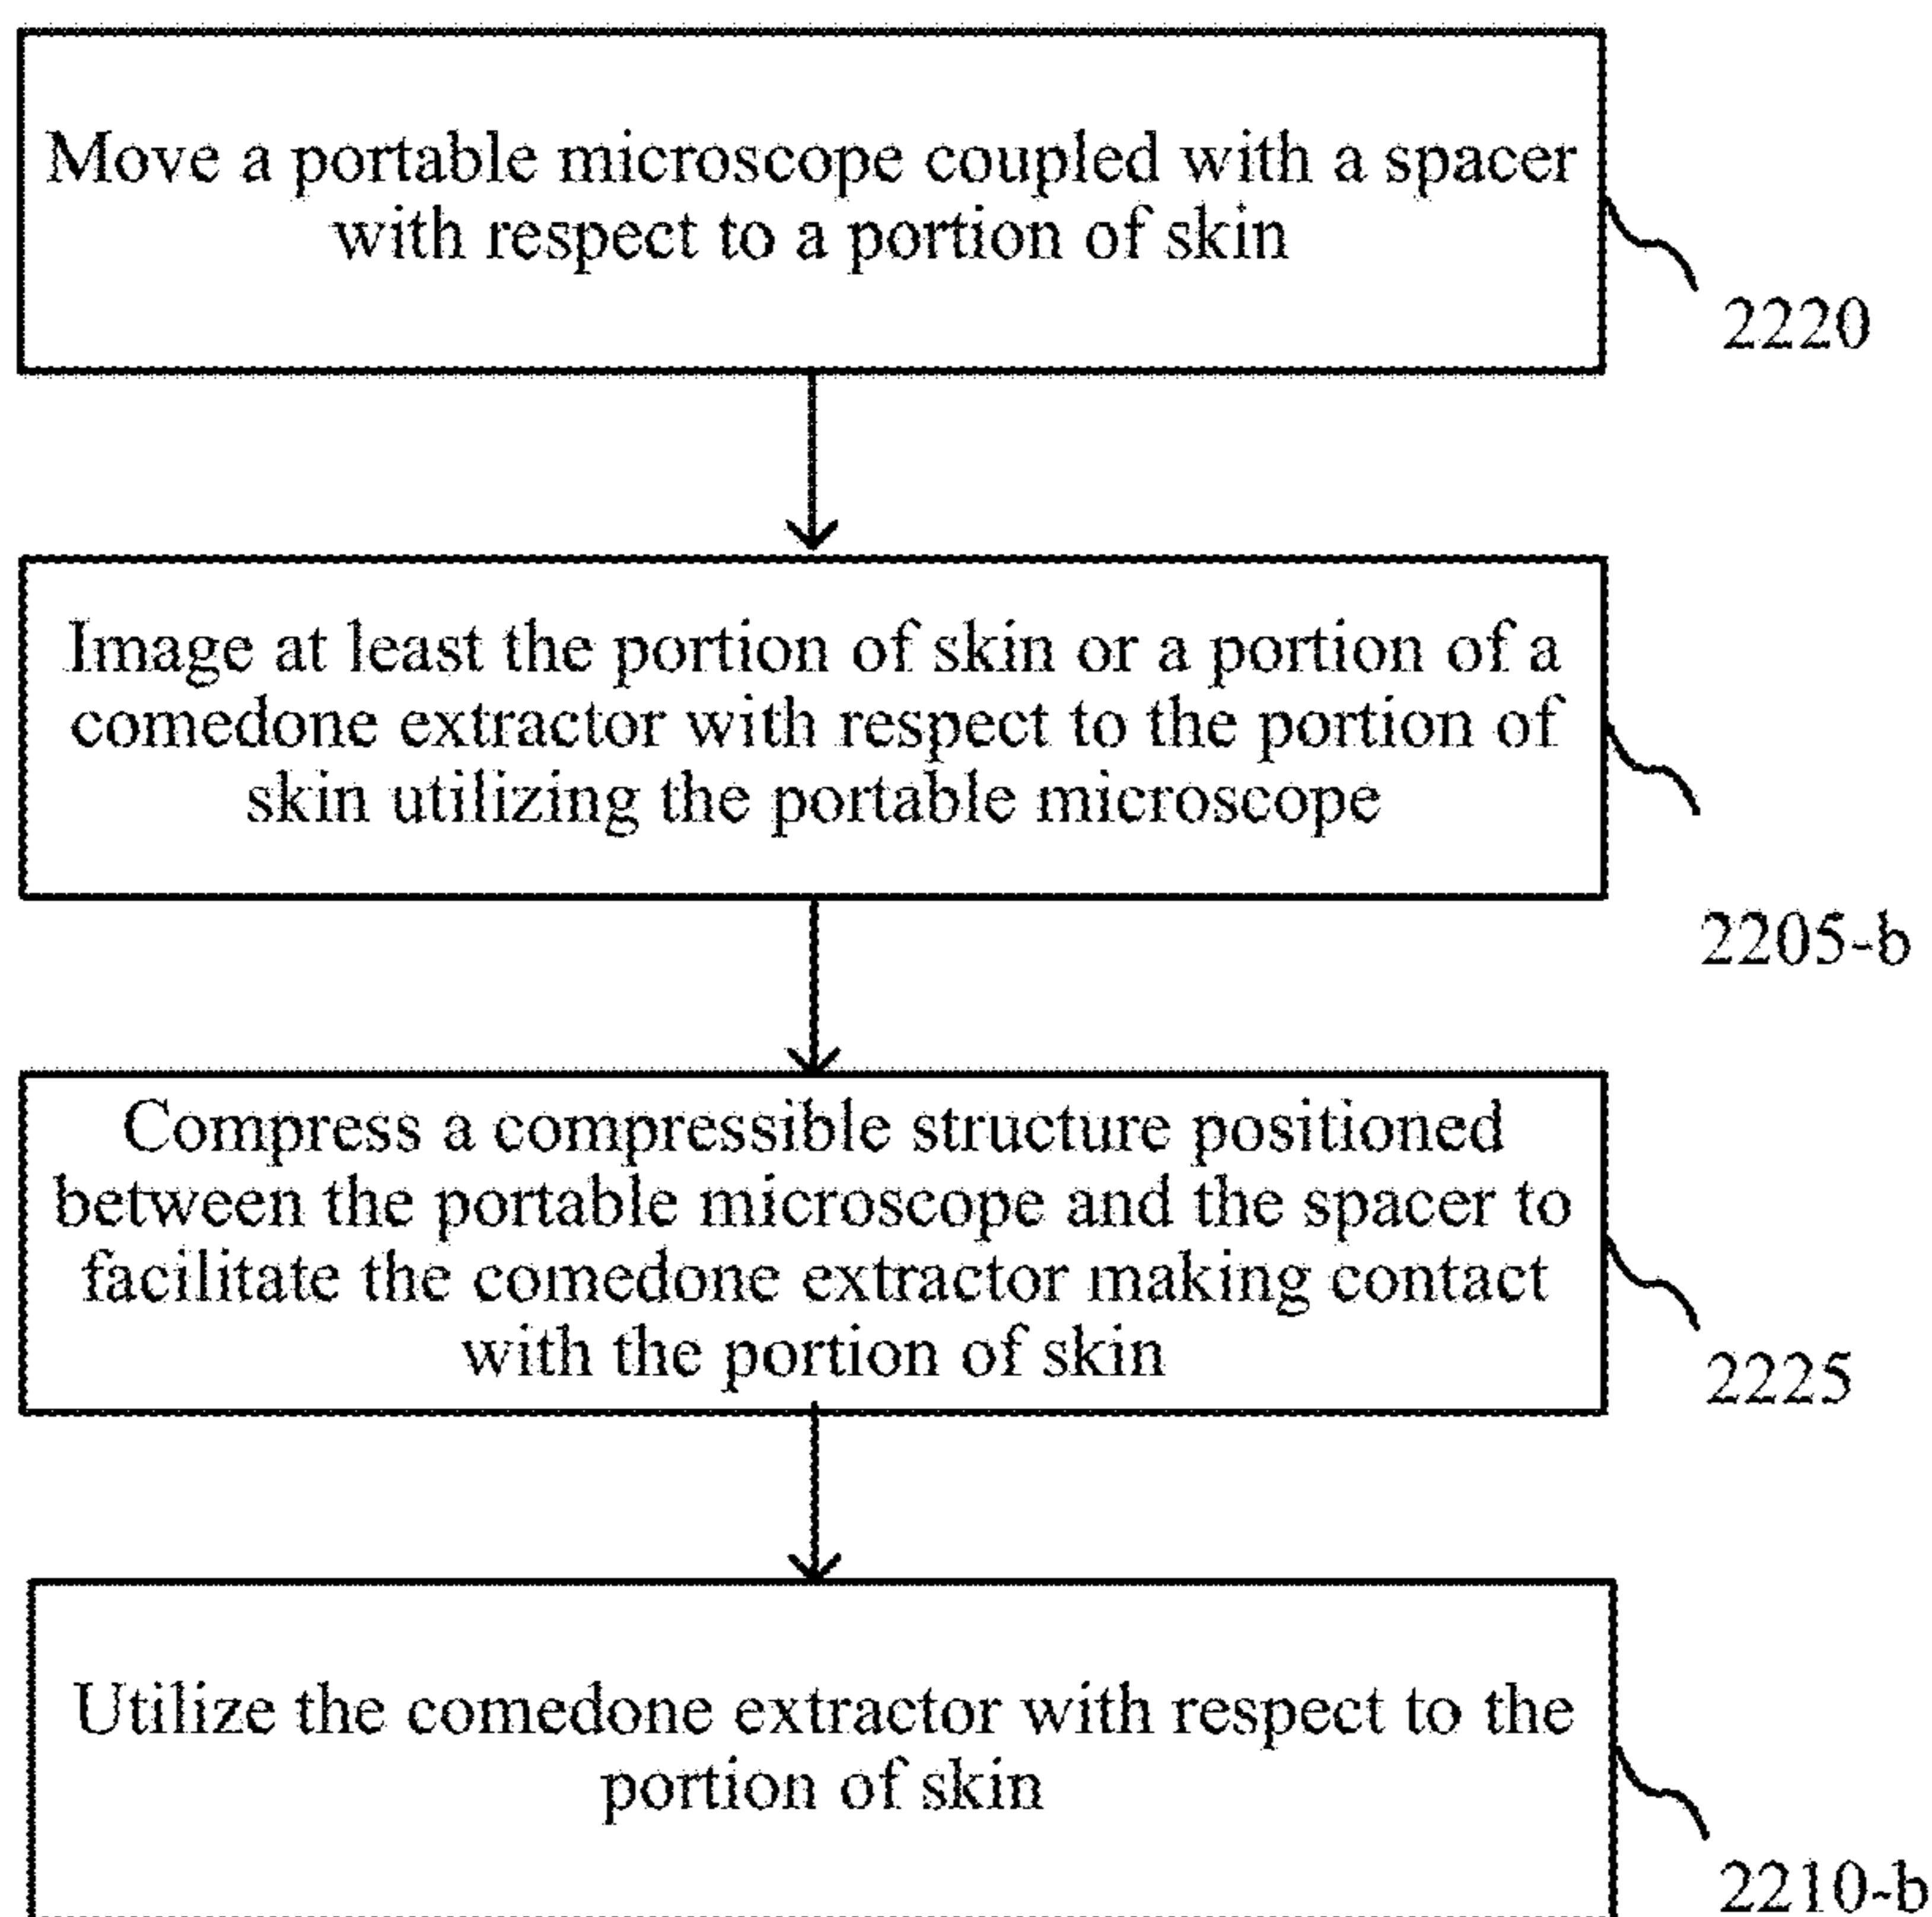 Move a portable microscope coupled with a spacer
with respect to a portion of skin
2220
Image at least the portion of skin or a portion of a
comedone extractor with respect to the portion of
skin utilizing the portable microscope
2205-b
Compress a compressible structure positioned
between the portable microscope and the spacer to
facilitate the comedone extractor making contact
with the portion of skin
2225
Utilize the comedone extractor with respect to the
portion of skin
2210-b